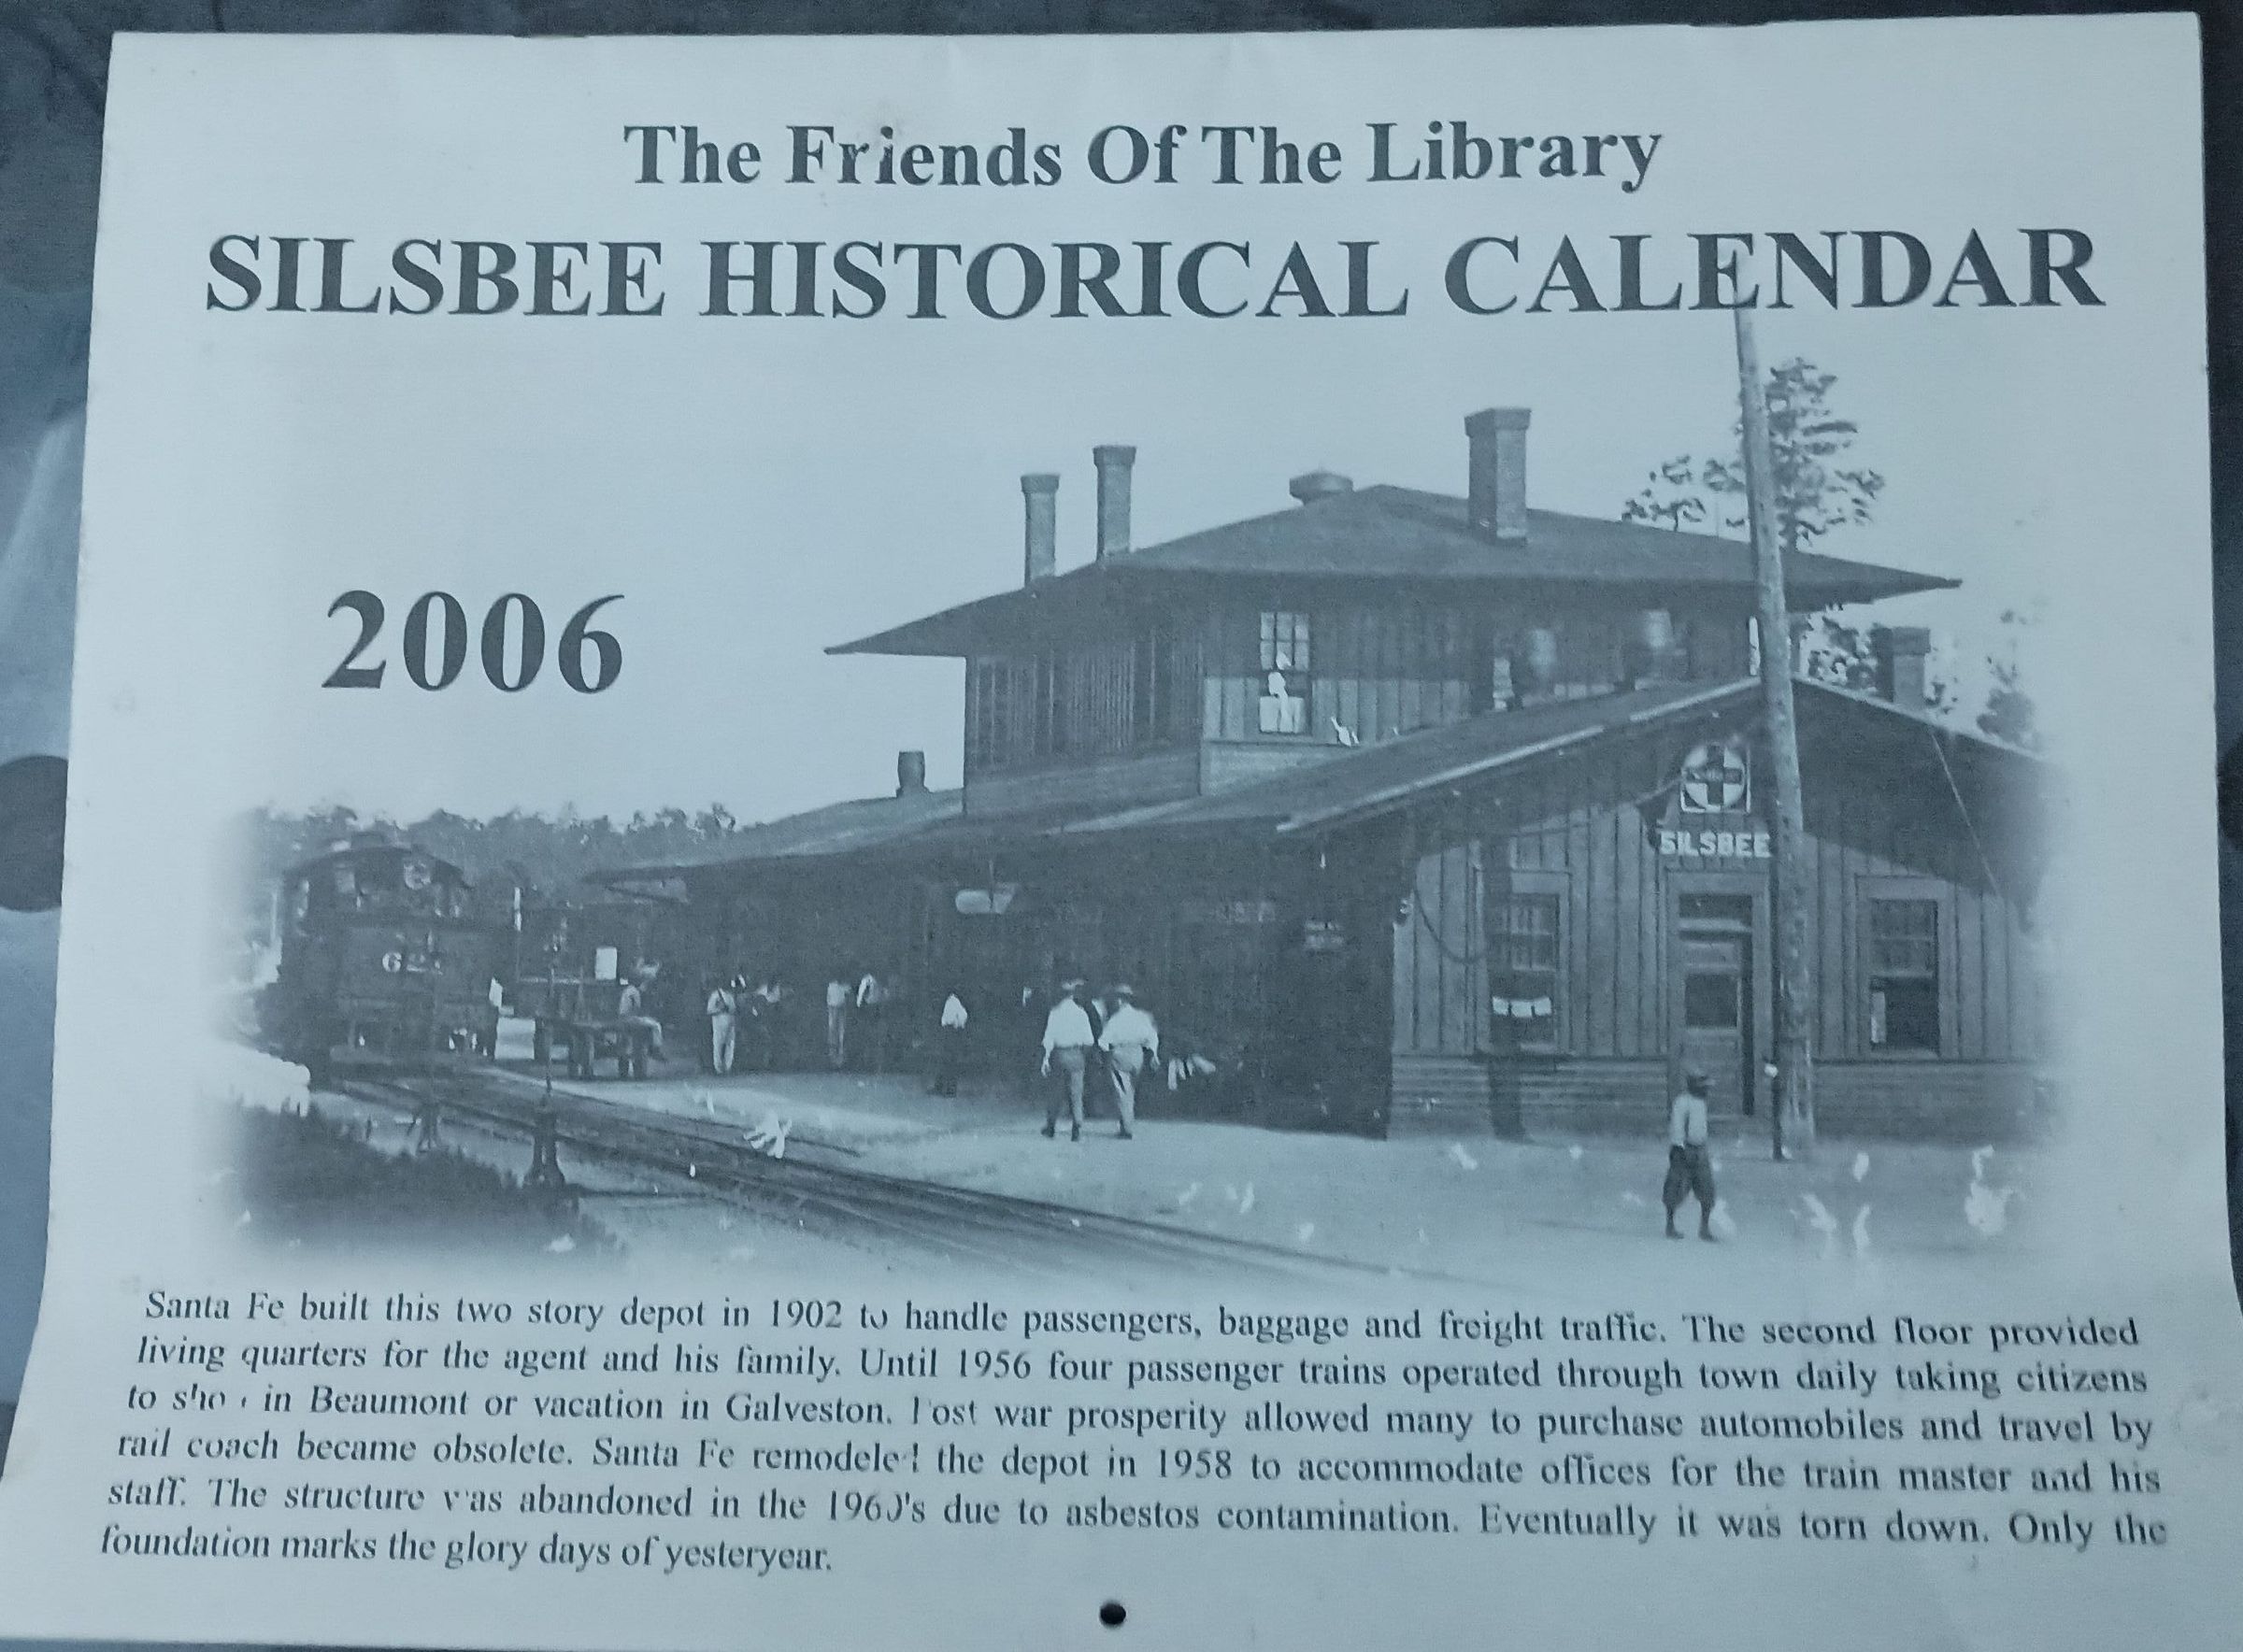 The Friends Of The Library
SILSBEE HISTORICAL CALENDAR
2006
SILSBEE
Santa Fe built this two story depot in 1902 to handle passengers, baggage and freight traffic. The second floor provided
living quarters for the agent and his family. Until 1956 four passenger trains operated through town daily taking citizens
to in Beaumont or vacation in Galveston. Post war prosperity allowed many to purchase automobiles and travel by
rail coach became obsolete. Santa Fe remodeled the depot in 1958 to accommodate offices for the train master and his
staff. The structure was abandoned in the 1960's due to asbestos contamination. Eventually it was torn down. Only the
foundation marks the glory days of yesteryear.